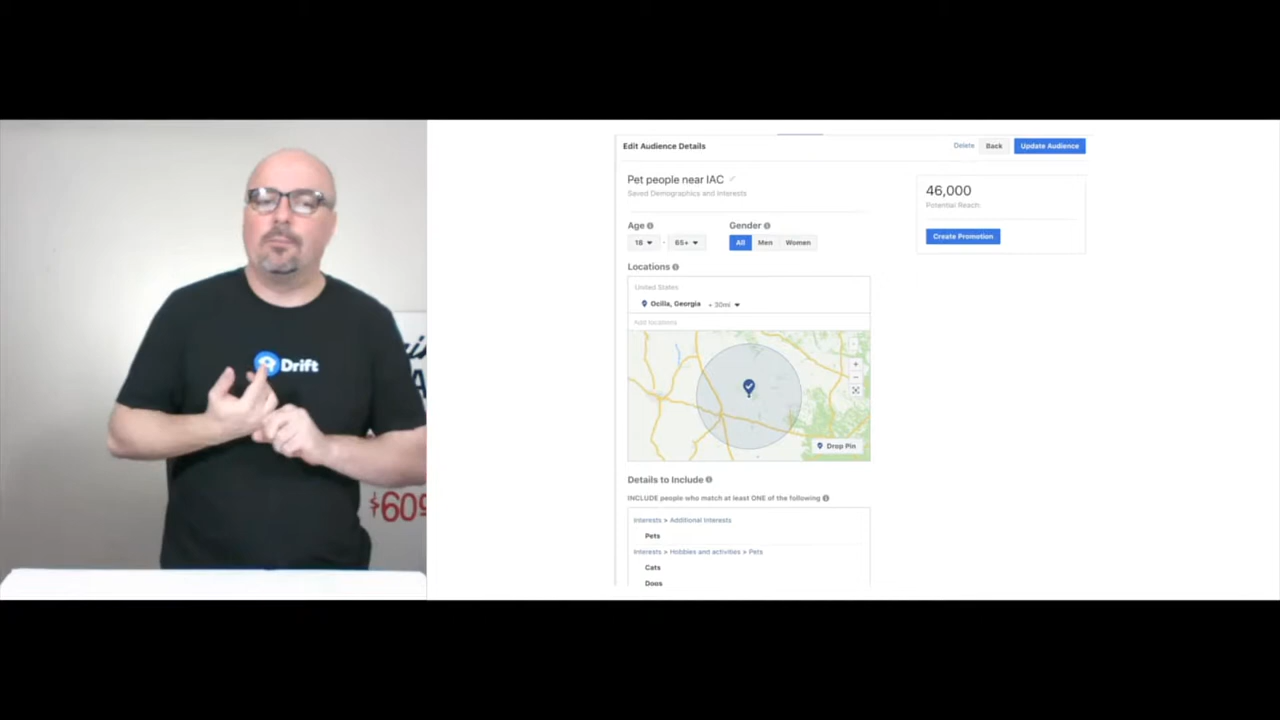 Drift
$60
Edit Audience Details
Delete
Back
Update Audience
Pet people near IAC
Saved Demographics and Interests
46,000
Potential Reach
Create Promotion
Age
Gender
18
65+
All
Men
Women
Locations
United States
Ocilla, Georgia + 30mi
Add locations
Drop Pin
Details to Include
INCLUDE people who match at least ONE of the following
Interests > Additional Interests
Pets
Interests > Hobbies and activities > Pets
Cats
Dogs